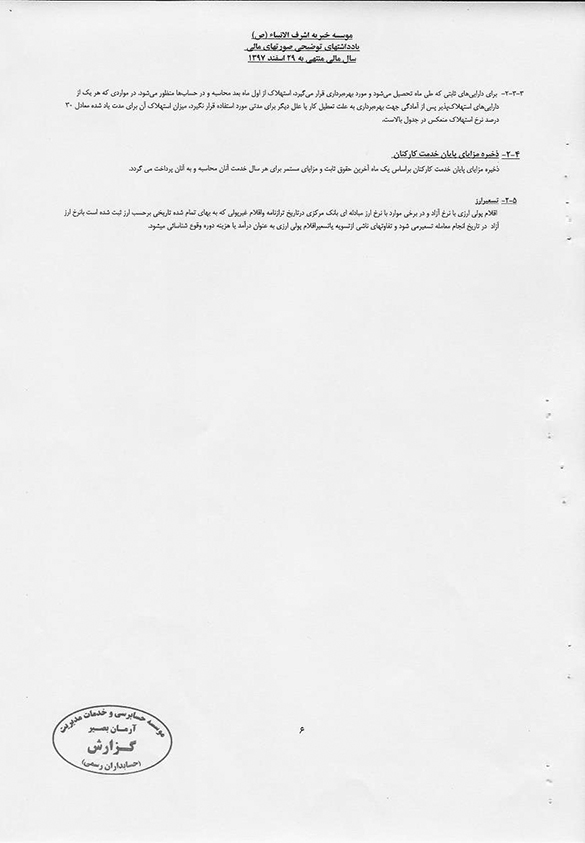 موسسه خیریه اشرف الانبیاء (ص)
یادداشتهای توضیحی صورتهای مالی
سال مالی منتهی به ۲۹ اسفند ۱۳۹۷
۲-۳-۳- برای دارایی‌های ثابتی که طی ماه تحصیل می‌شود و مورد بهره‌برداری قرار می‌گیرد، استهلاک از اول ماه بعد محاسبه و در حساب‌ها منظور می‌شود. در مواردی که هر یک از
دارایی‌های استهلاک‌پذیر پس از آمادگی جهت بهره‌برداری به علت تعطیل کار یا علل دیگر برای مدتی مورد استفاده قرار نگیرد، میزان استهلاک آن برای مدت یاد شده معادل ۳۰
درصد نرخ استهلاک منعکس در جدول بالاست.
۲-۴- ذخیره مزایای پایان خدمت کارکنان
ذخیره مزایای پایان خدمت کارکنان براساس یک ماه آخرین حقوق ثابت و مزایای مستمر برای هر سال خدمت آنان محاسبه و به آنان پرداخت می گردد.
۲-۵- تسعیرارز
اقلام پولی ارزی با نرخ آزاد و در برخی موارد با نرخ ارز مبادله ای بانک مرکزی درتاریخ ترازنامه واقلام غیرپولی که به بهای تمام شده تاریخی برحسب ارز ثبت شده است بانرخ ارز
آزاد در تاریخ انجام معامله تسعیرمی شود و تفاوتهای ناشی ازتسویه یاتسعیراقلام پولی ارزی به عنوان درآمد یا هزینه دوره وقوع شناسائی میشود.
۶
موسسه حسابرسی و خدمات مدیریت
آرمان بصیر
گزارش
(حسابداران رسمی)